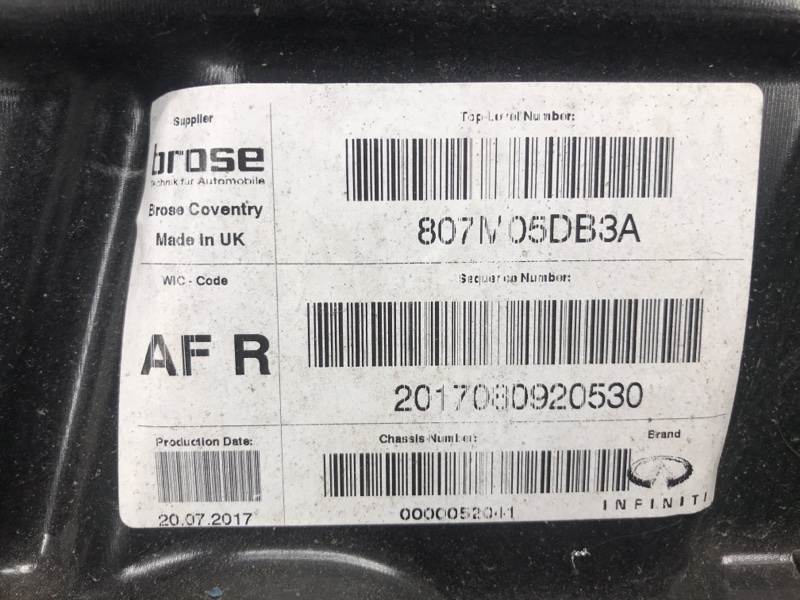 Supplier
brose
Technik für Automobile
Brose Coventry
Made In UK
Top-Level Number:
807M05DB3A
WIC - Code
AF R
Sequence Number:
2017080920530
Production Date:
20.07.2017
Chassis Number:
Brand
INFINITI